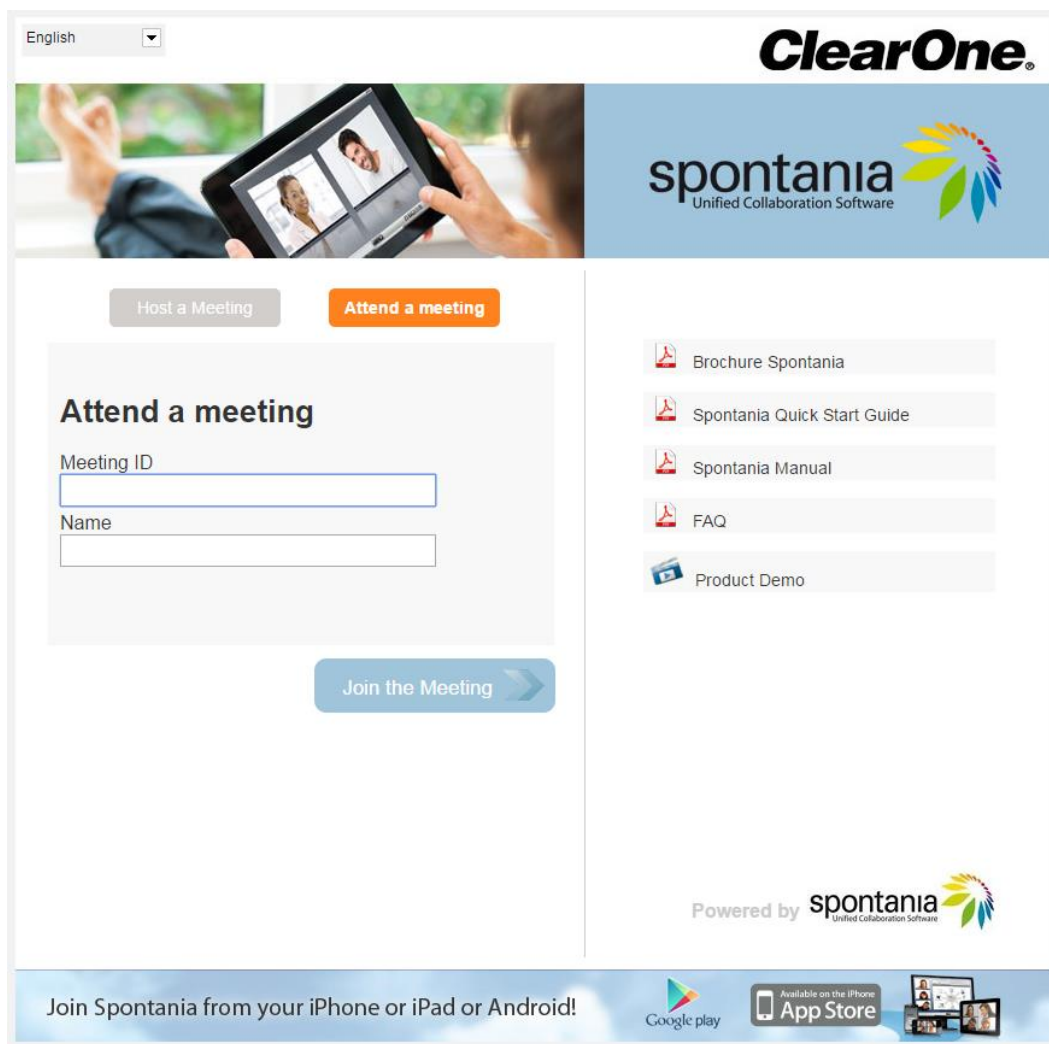 English
ClearOne®
spontania
Unified Collaboration Software
Host a Meeting
Attend a meeting
Attend a meeting
Meeting ID
Name
Join the Meeting
Brochure Spontania
Spontania Quick Start Guide
Spontania Manual
FAQ
Product Demo
Powered by spontania
Unified Collaboration Software
Join Spontania from your iPhone or iPad or Android!
Google play
Available on the iPhone
App Store